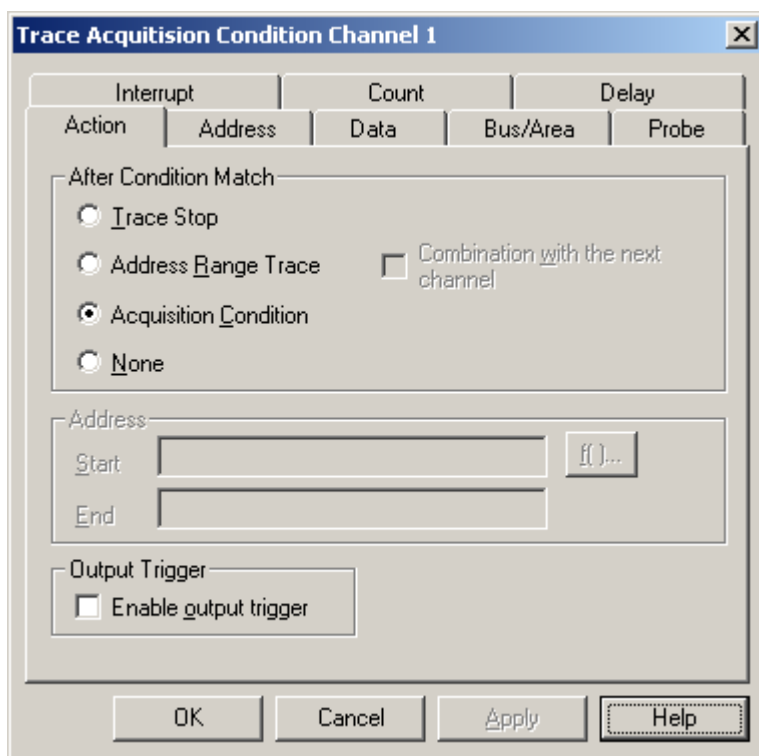 Trace Acquitision Condition Channel 1
Interrupt Count Delay
Action Address Data Bus/Area Probe
After Condition Match
Trace Stop
Address Range Trace
Combination with the next
channel
Acquisition Condition
None
Address
Start
f( )...
End
Output Trigger
Enable output trigger
OK Cancel Apply Help